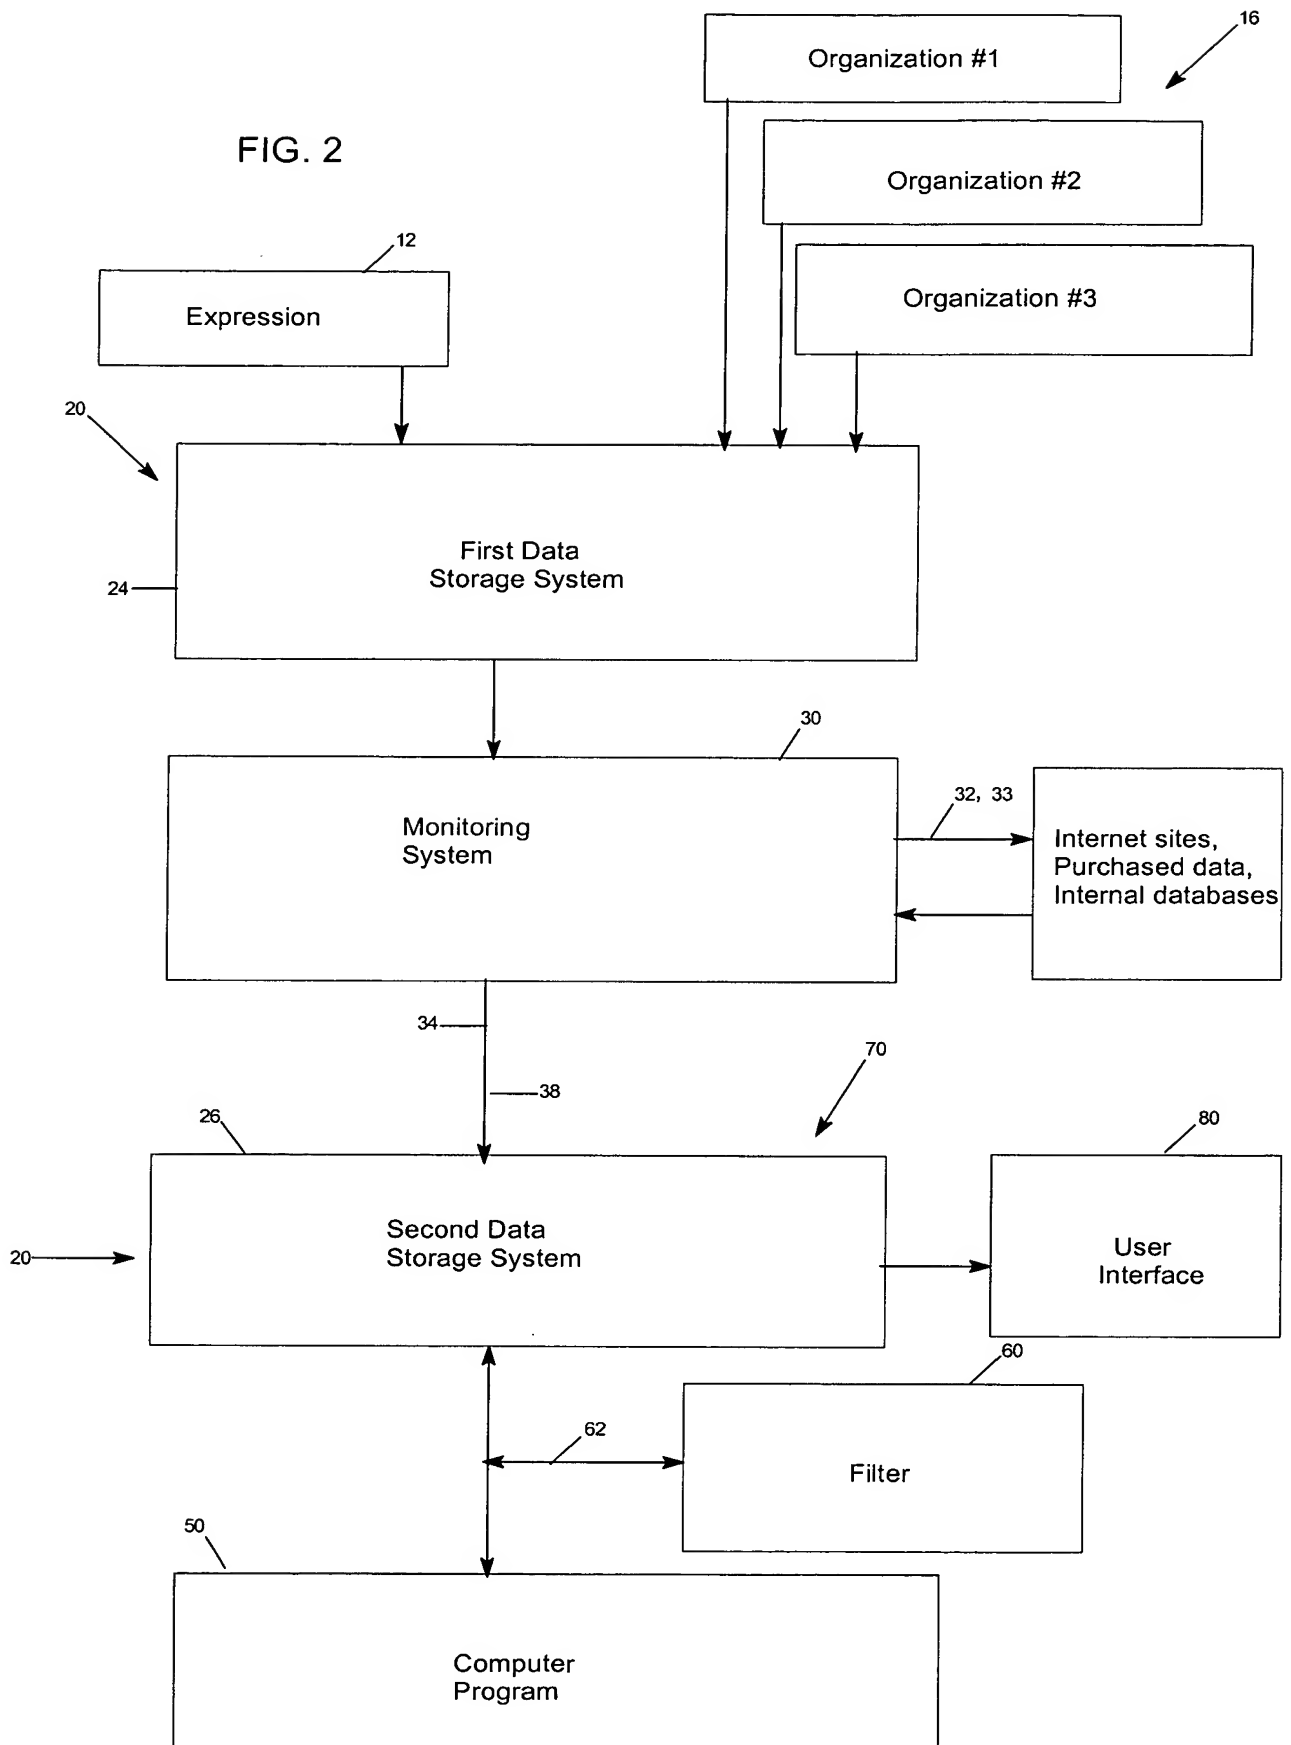 16
Organization #1
FIG. 2
Organization #2
12
Organization #3
Expression
20
First Data
Storage System
24
30
32, 33
Monitoring
System
Internet sites,
Purchased data,
Internal databases
34
70
38
26
80
Second Data
Storage System
20
User
Interface
60
62
Filter
50
Computer
Program